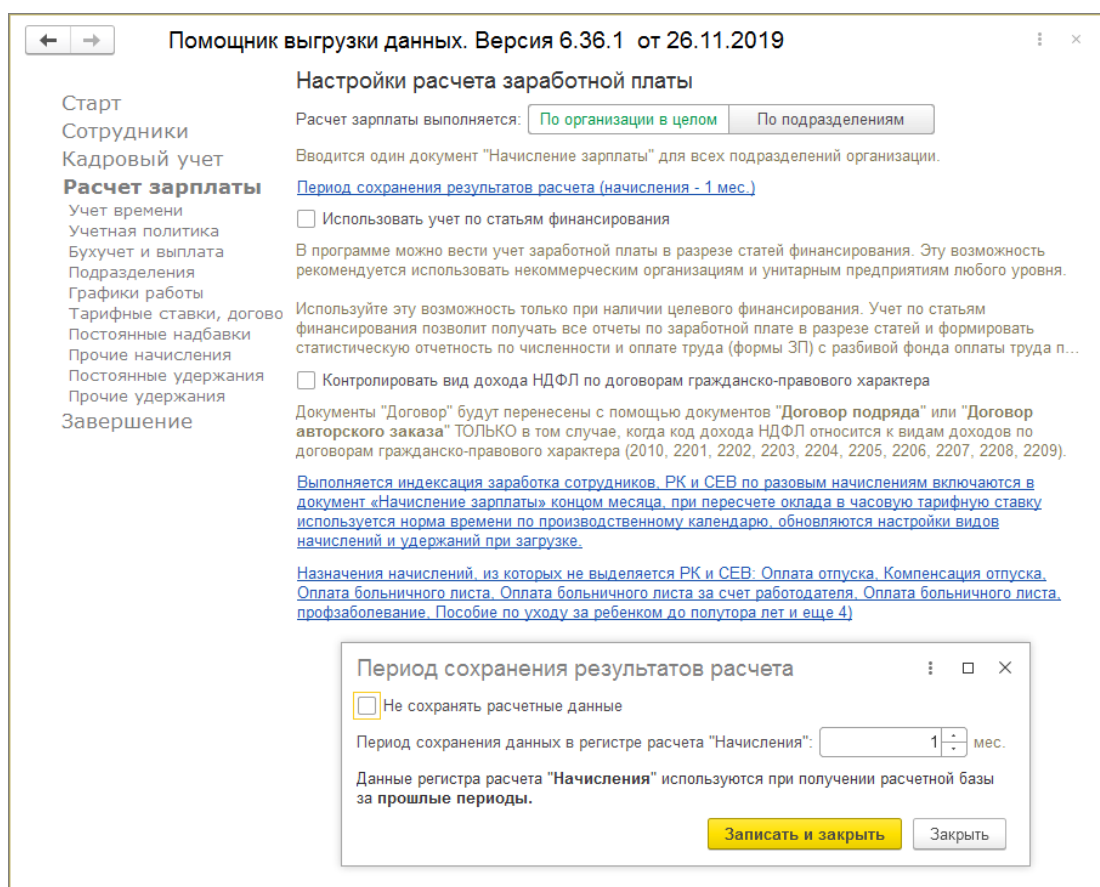 Помощник выгрузки данных. Версия 6.36.1 от 26.11.2019
Старт
Сотрудники
Кадровый учет
Расчет зарплаты
Учет времени
Учетная политика
Бухучет и выплата
Подразделения
Графики работы
Тарифные ставки, догово
Постоянные надбавки
Прочие начисления
Постоянные удержания
Прочие удержания
Завершение
Настройки расчета заработной платы
Расчет зарплаты выполняется: По организации в целом По подразделениям
Вводится один документ "Начисление зарплаты" для всех подразделений организации.
Период сохранения результатов расчета (начисления - 1 мес.)
Использовать учет по статьям финансирования
В программе можно вести учет заработной платы в разрезе статей финансирования. Эту возможность
рекомендуется использовать некоммерческим организациям и унитарным предприятиям любого уровня.
Используйте эту возможность только при наличии целевого финансирования. Учет по статьям
финансирования позволит получать все отчеты по заработной плате в разрезе статей и формировать
статистическую отчетность по численности и оплате труда (формы ЗП) с разбивой фонда оплаты труда п...
Контролировать вид дохода НДФЛ по договорам гражданско-правового характера
Документы "Договор" будут перенесены с помощью документов "Договор подряда" или "Договор
авторского заказа" ТОЛЬКО в том случае, когда код дохода НДФЛ относится к видам доходов по
договорам гражданско-правового характера (2010, 2201, 2202, 2203, 2204, 2205, 2206, 2207, 2208, 2209).
Выполняется индексация заработка сотрудников, РК и СЕВ по разовым начислениям включаются в
документ «Начисление зарплаты» концом месяца, при пересчете оклада в часовую тарифную ставку
используется норма времени по производственному календарю, обновляются настройки видов
начислений и удержаний при загрузке.
Назначения начислений, из которых не выделяется РК и СЕВ: Оплата отпуска, Компенсация отпуска,
Оплата больничного листа, Оплата больничного листа за счет работодателя, Оплата больничного листа,
профзаболевание, Пособие по уходу за ребенком до полутора лет и еще 4)
Период сохранения результатов расчета
Не сохранять расчетные данные
Период сохранения данных в регистре расчета "Начисления": 1 мес.
Данные регистра расчета "Начисления" используются при получении расчетной базы
за прошлые периоды.
Записать и закрыть Закрыть